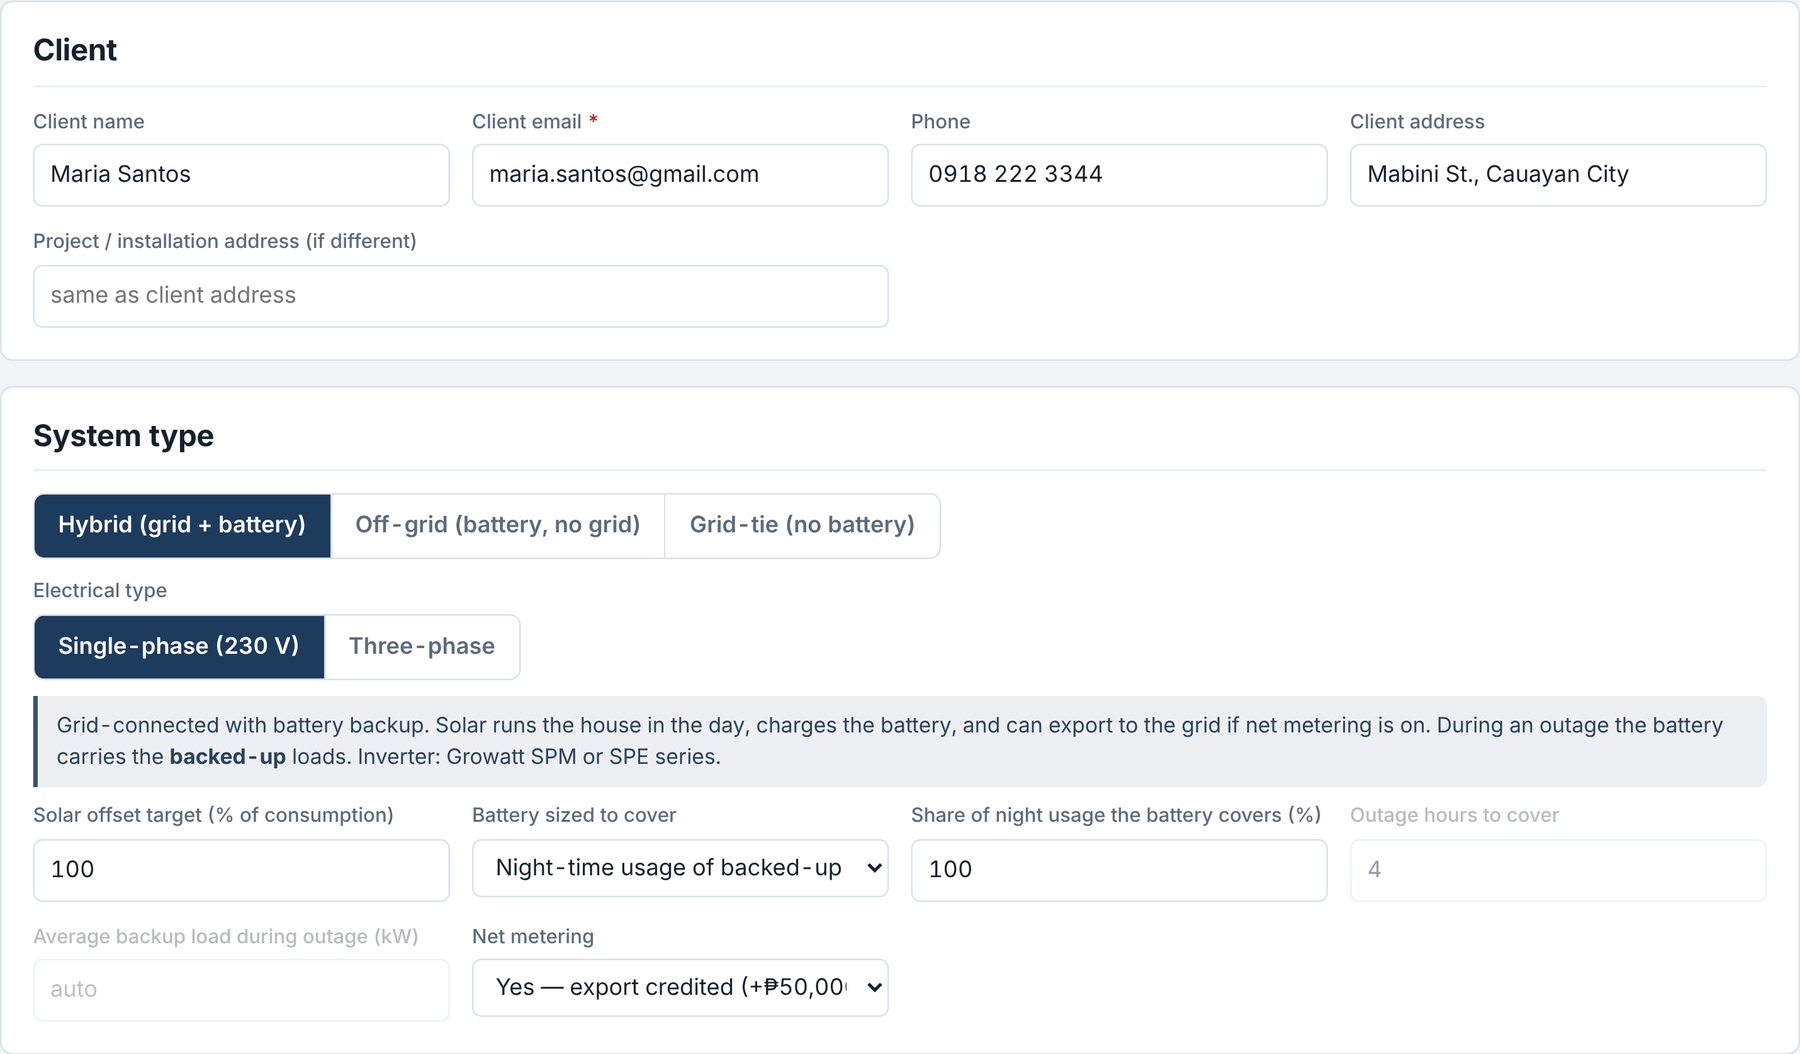 Client
Client name
Client email *
Phone
Client address
Maria Santos
maria.santos@gmail.com
0918 222 3344
Mabini St., Cauayan City
Project / installation address (if different)
same as client address
System type
Hybrid (grid + battery)
Off-grid (battery, no grid)
Grid-tie (no battery)
Electrical type
Single-phase (230 V)
Three-phase
Grid-connected with battery backup. Solar runs the house in the day, charges the battery, and can export to the grid if net metering is on. During an outage the battery
carries the backed-up loads. Inverter: Growatt SPM or SPE series.
Solar offset target (% of consumption)
Battery sized to cover
Share of night usage the battery covers (%)
Outage hours to cover
100
Night-time usage of backed-up
100
4
Average backup load during outage (kW)
Net metering
auto
Yes — export credited (+₱50,00